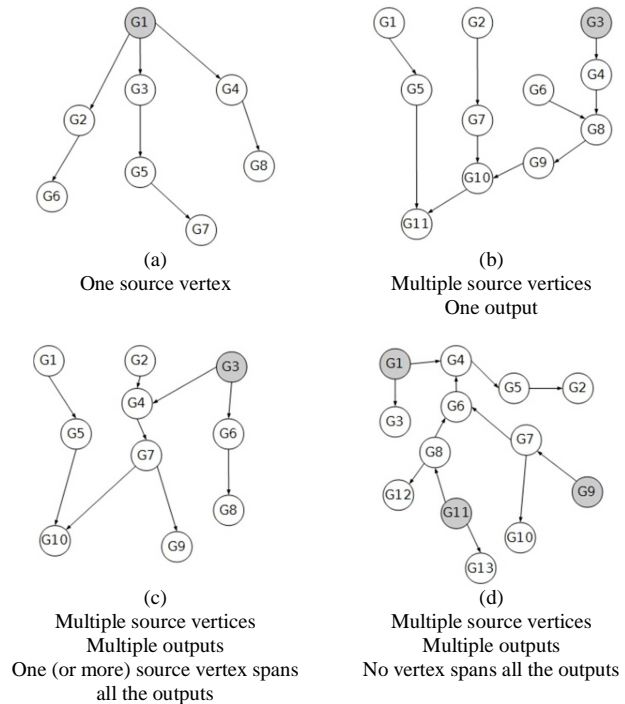 G1
G3
G4
G2
G5
G8
G6
G7
(a)
One source vertex
G1
G2
G3
G4
G5
G6
G7
G8
G9
G10
G11
(b)
Multiple source vertices
One output
G1
G2
G3
G4
G5
G6
G7
G8
G10
G9
(c)
Multiple source vertices
Multiple outputs
One (or more) source vertex spans
all the outputs
G1
G4
G5
G2
G6
G3
G7
G8
G12
G9
G11
G10
G13
(d)
Multiple source vertices
Multiple outputs
No vertex spans all the outputs